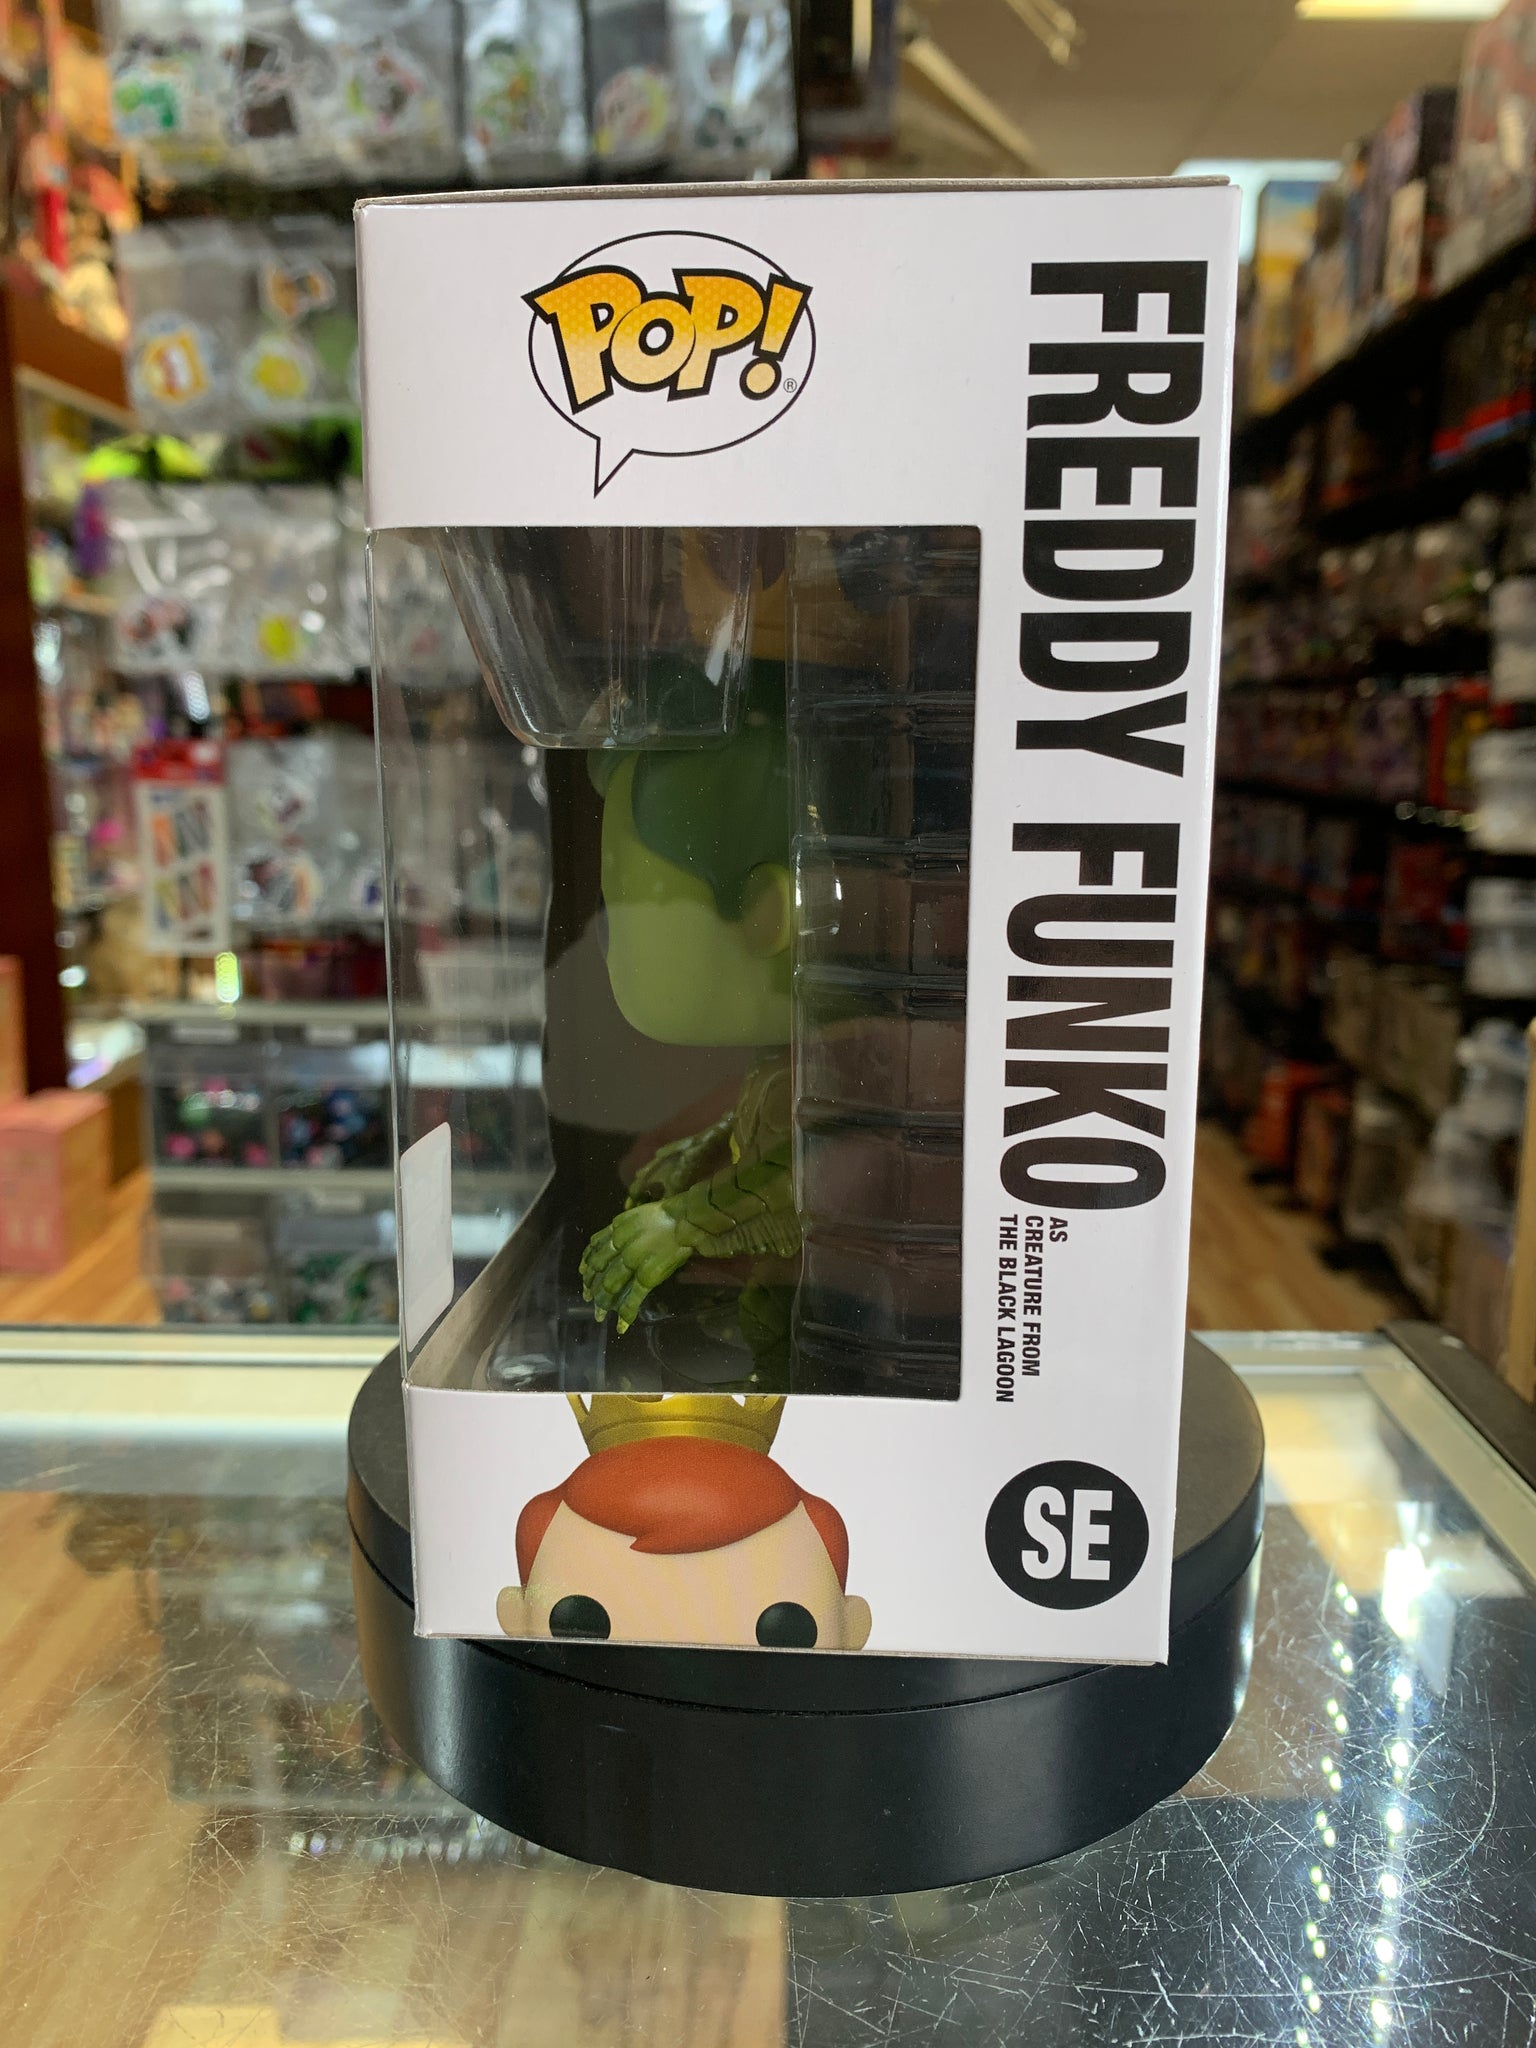 POP!®
FREDDY FUNKO
AS
CREATURE FROM
THE BLACK LAGOON
SE